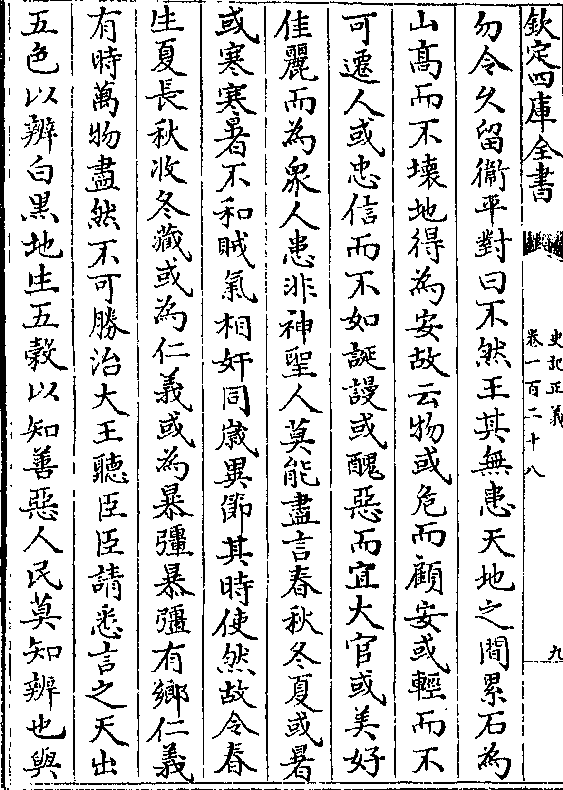 欽定四庫全書
史記正義
卷一百二十八
九
勿令久留衞平對曰不然王其無患天地之間累石為
山髙而不壊地得為安故云物或危而顧安或輕而不
可遷人或忠信而不如誕謾或醜惡而宜大官或美好
佳麗而為衆人患非神聖人莫能盡言春秋冬夏或暑
或寒寒暑不和賊氣相奸同歳異節其時使然故令春
生夏長秋收冬藏或為仁義或為暴彊暴彊有鄉仁義
有時萬物盡然不可勝治大王聽臣臣請悉言之天出
五色以辨白黒地生五榖以知善惡人民莫知辨也與